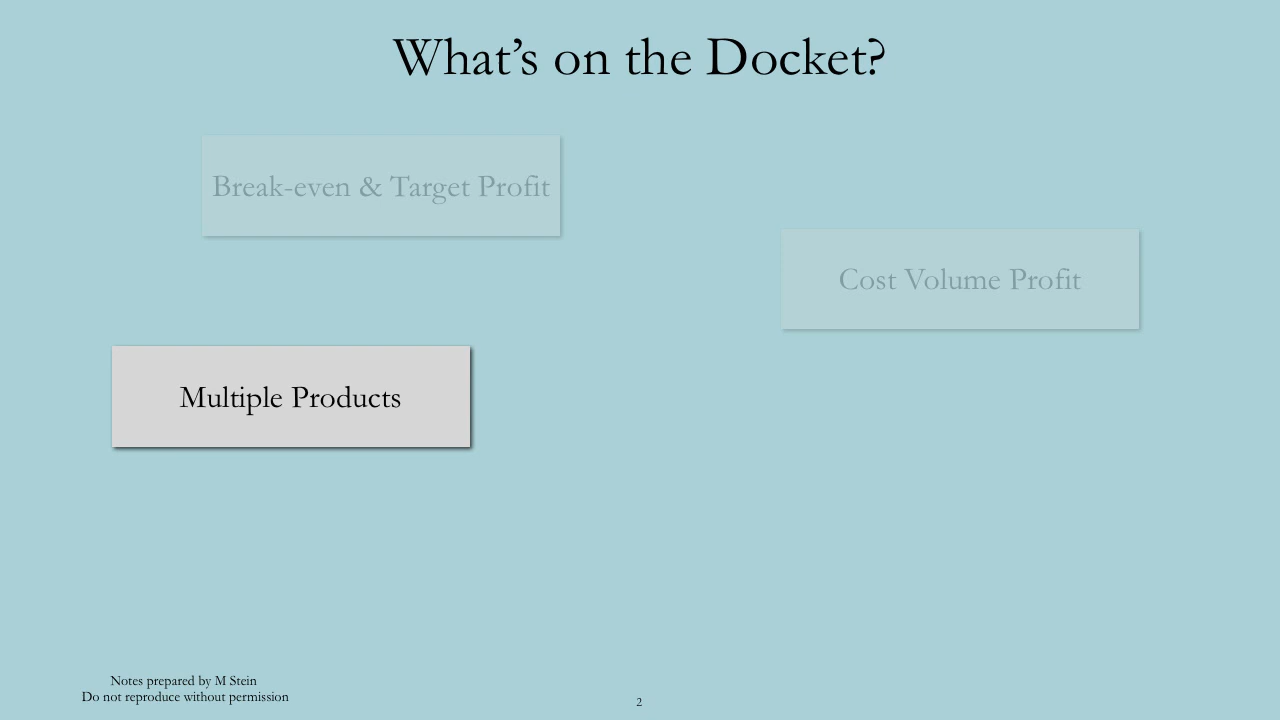 What’s on the Docket?
Break-even & Target Profit
Cost Volume Profit
Multiple Products
Notes prepared by M Stein
Do not reproduce without permission
2